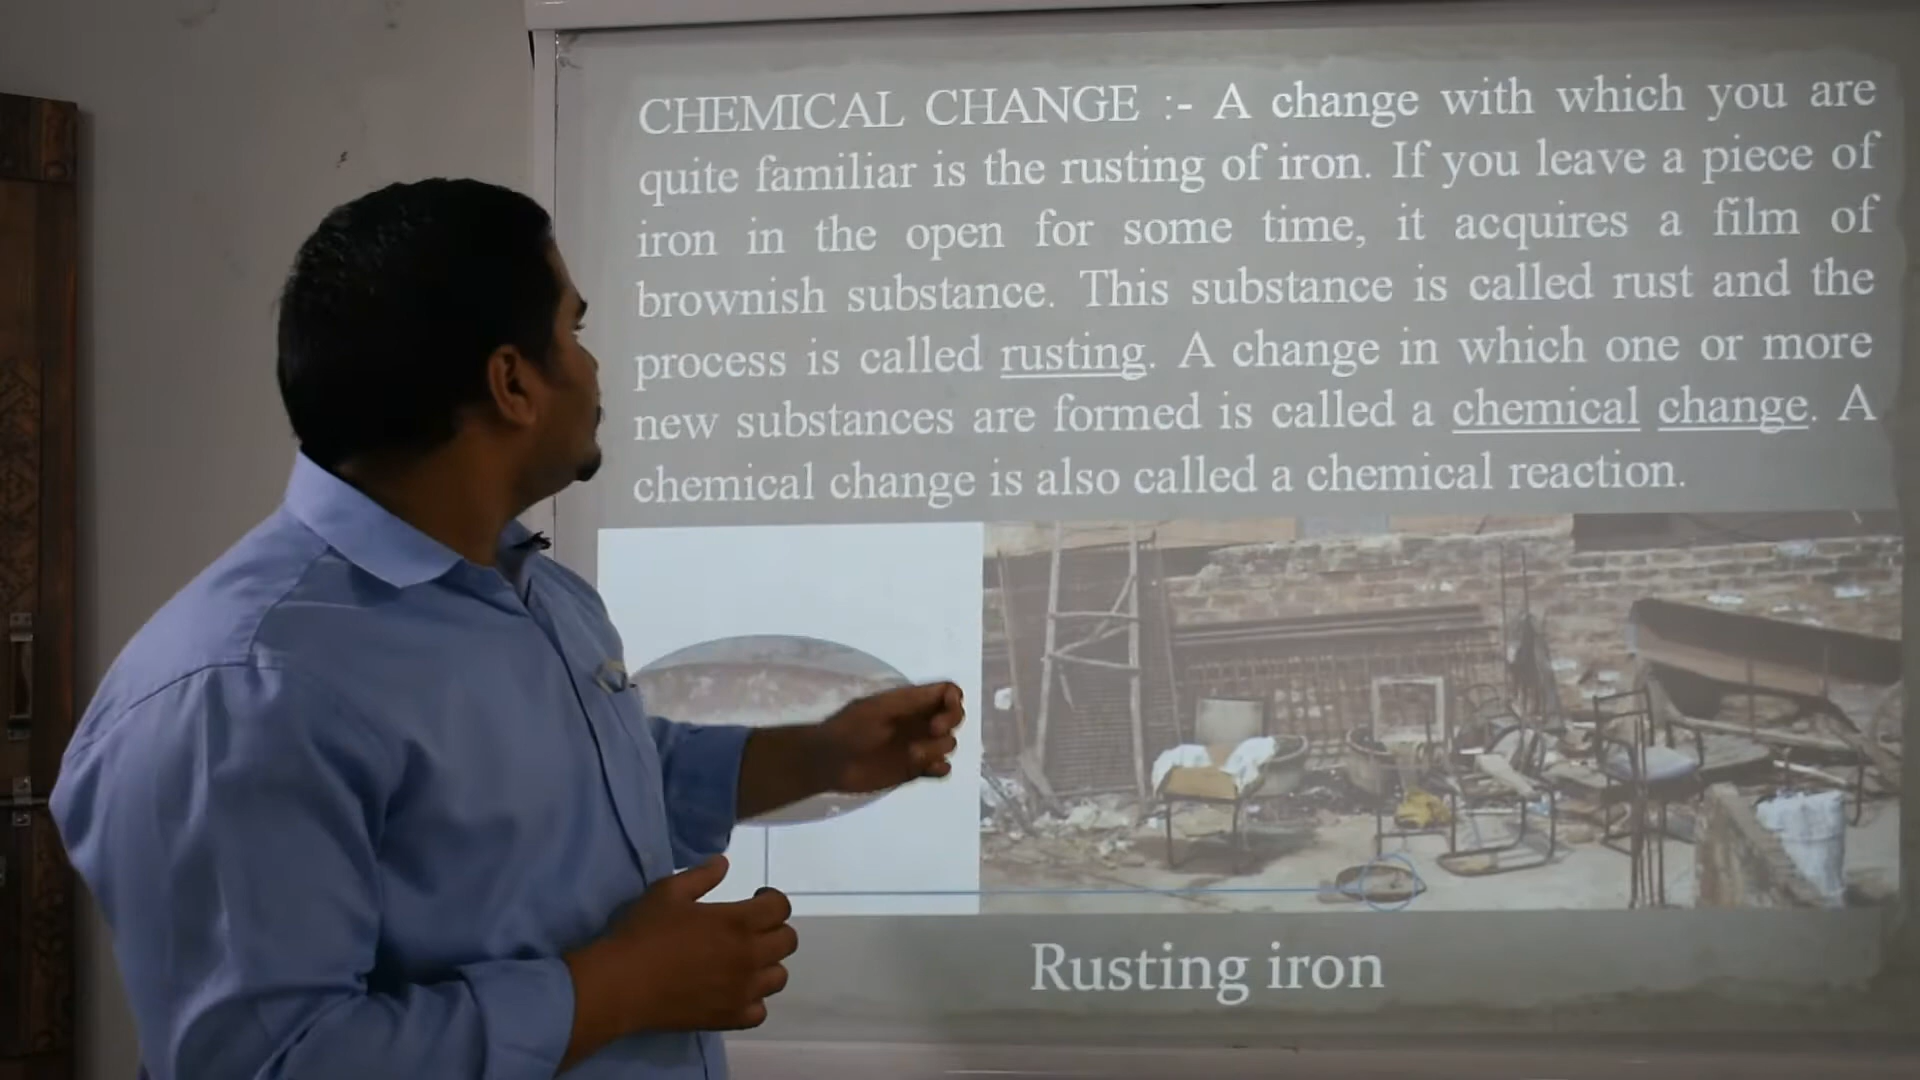 CHEMICAL CHANGE :- A change with which you are
quite familiar is the rusting of iron. If you leave a piece of
iron in the open for some time, it acquires a film of
brownish substance. This substance is called rust and the
process is called rusting. A change in which one or more
new substances are formed is called a chemical change. A
chemical change is also called a chemical reaction.
Rusting iron